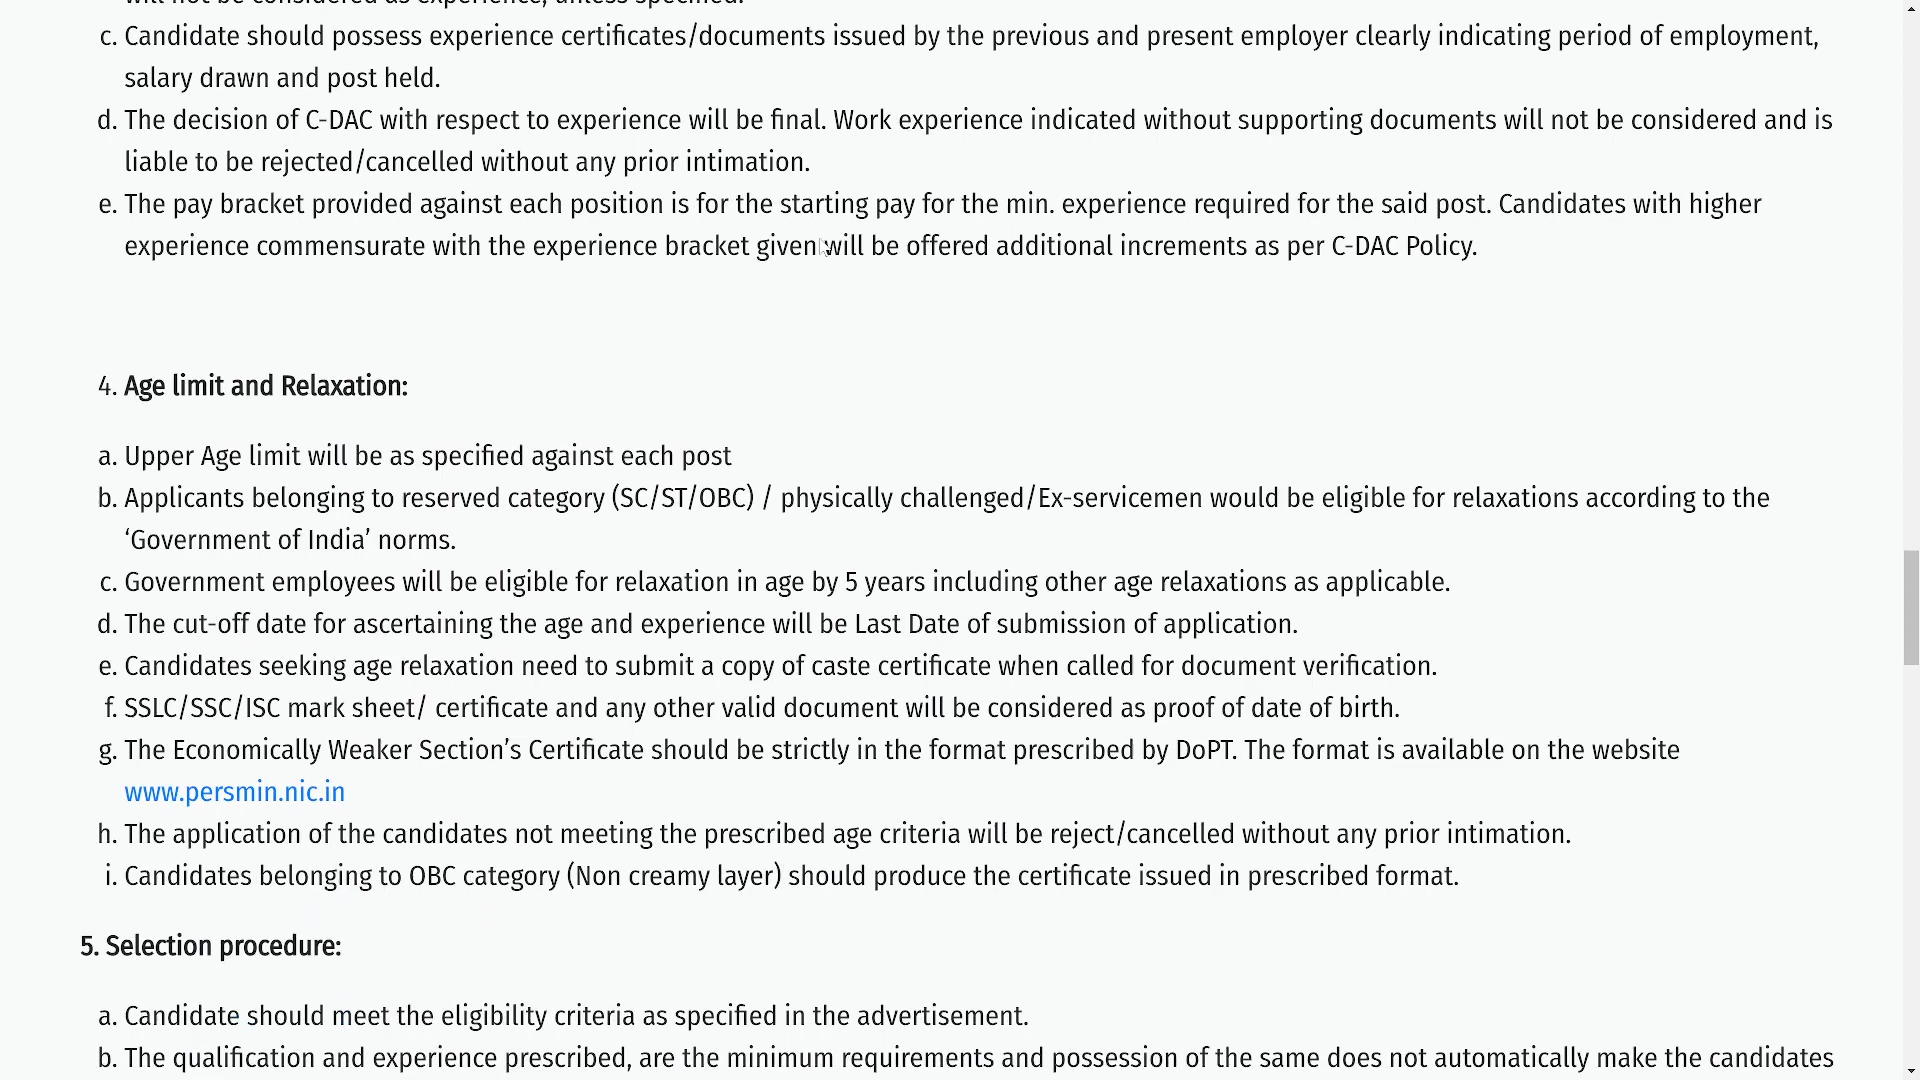 will not be considered as experience, unless specified.
c. Candidate should possess experience certificates/documents issued by the previous and present employer clearly indicating period of employment,
salary drawn and post held.
d. The decision of C-DAC with respect to experience will be final. Work experience indicated without supporting documents will not be considered and is
liable to be rejected/cancelled without any prior intimation.
e. The pay bracket provided against each position is for the starting pay for the min. experience required for the said post. Candidates with higher
experience commensurate with the experience bracket given will be offered additional increments as per C-DAC Policy.
4. Age limit and Relaxation:
a. Upper Age limit will be as specified against each post
b. Applicants belonging to reserved category (SC/ST/OBC) / physically challenged/Ex-servicemen would be eligible for relaxations according to the
‘Government of India’ norms.
c. Government employees will be eligible for relaxation in age by 5 years including other age relaxations as applicable.
d. The cut-off date for ascertaining the age and experience will be Last Date of submission of application.
e. Candidates seeking age relaxation need to submit a copy of caste certificate when called for document verification.
f. SSLC/SSC/ISC mark sheet/ certificate and any other valid document will be considered as proof of date of birth.
g. The Economically Weaker Section’s Certificate should be strictly in the format prescribed by DoPT. The format is available on the website
www.persmin.nic.in
h. The application of the candidates not meeting the prescribed age criteria will be reject/cancelled without any prior intimation.
i. Candidates belonging to OBC category (Non creamy layer) should produce the certificate issued in prescribed format.
5. Selection procedure:
a. Candidate should meet the eligibility criteria as specified in the advertisement.
b. The qualification and experience prescribed, are the minimum requirements and possession of the same does not automatically make the candidates